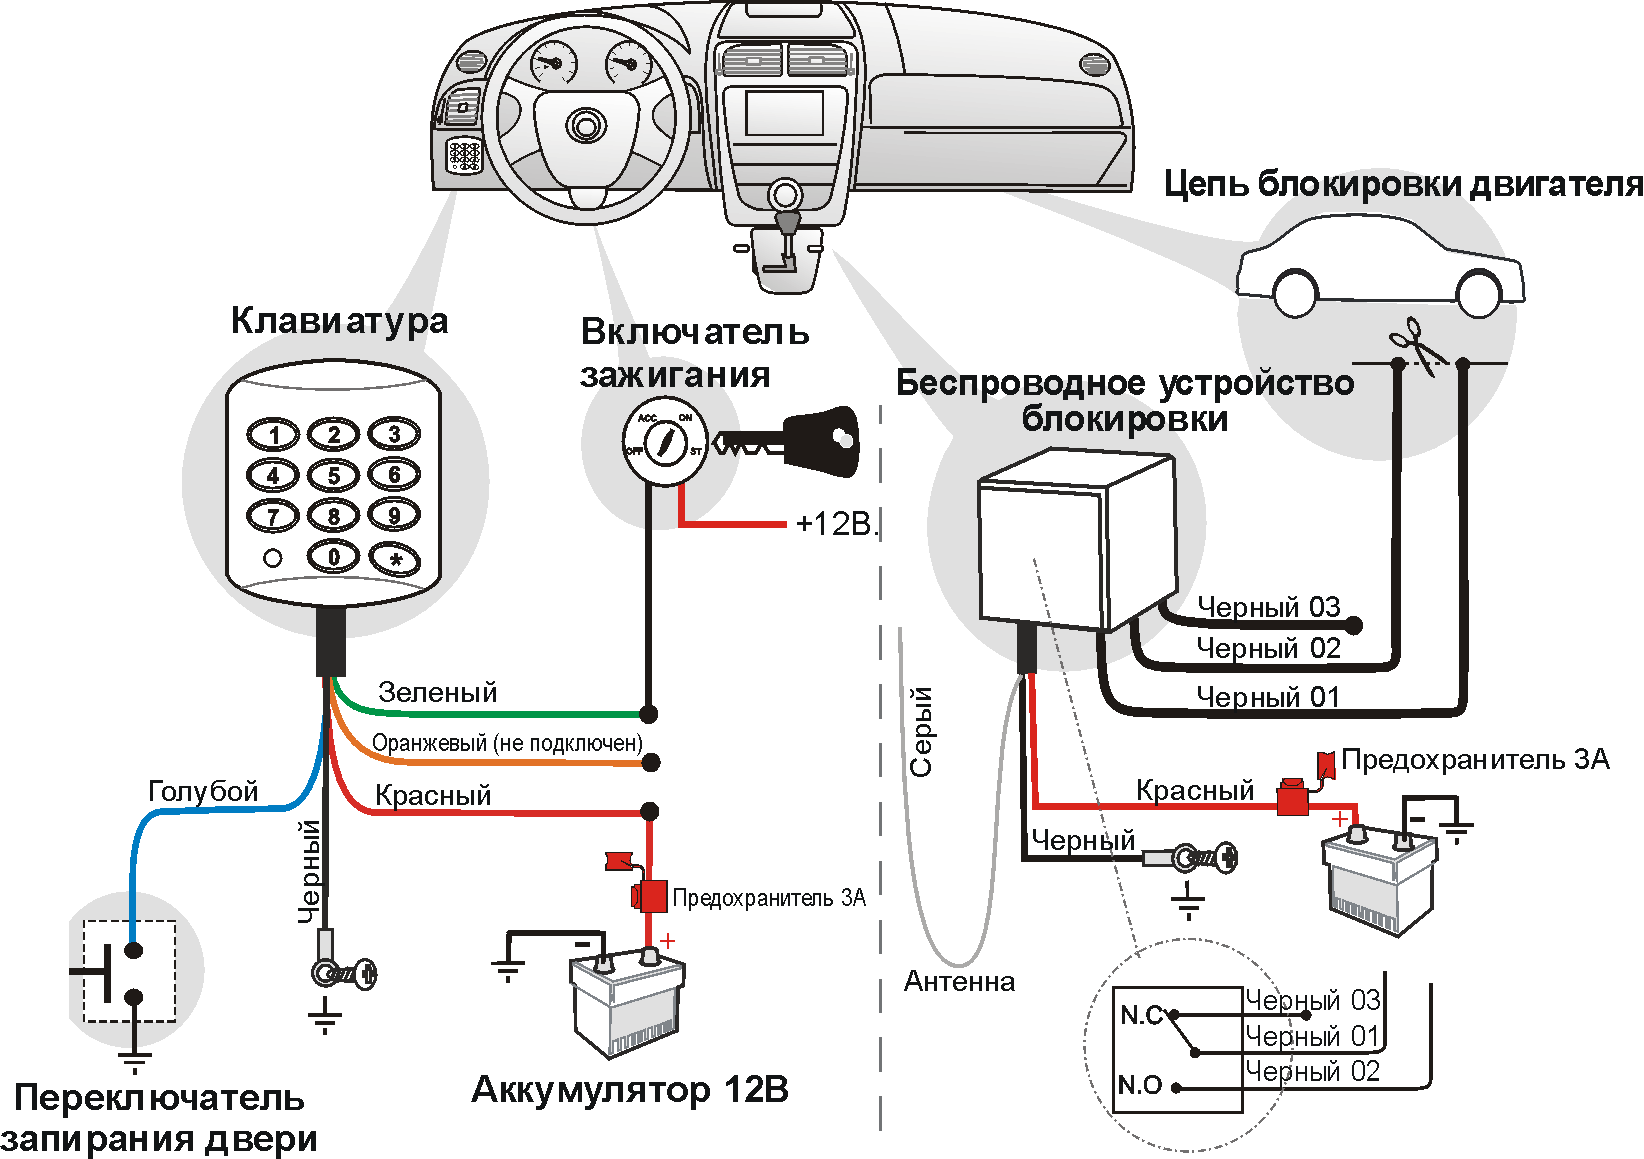 Цепь блокировки двигателя
Клавиатура
Включатель
зажигания
Беспроводное устройство
блокировки
ACC
ON
OFF
ST
1 2 3
4 5 6
7 8 9
0 *
+12В.
Черный 03
Черный 02
Черный 01
Зеленый
Оранжевый (не подключен)
Голубой
Красный
Черный
Серый
Предохранитель 3А
Красный
+
-
Черный
Предохранитель 3А
-
+
Антенна
N.C
Черный 03
Черный 01
N.O
Черный 02
Аккумулятор 12В
Переключатель
запирания двери